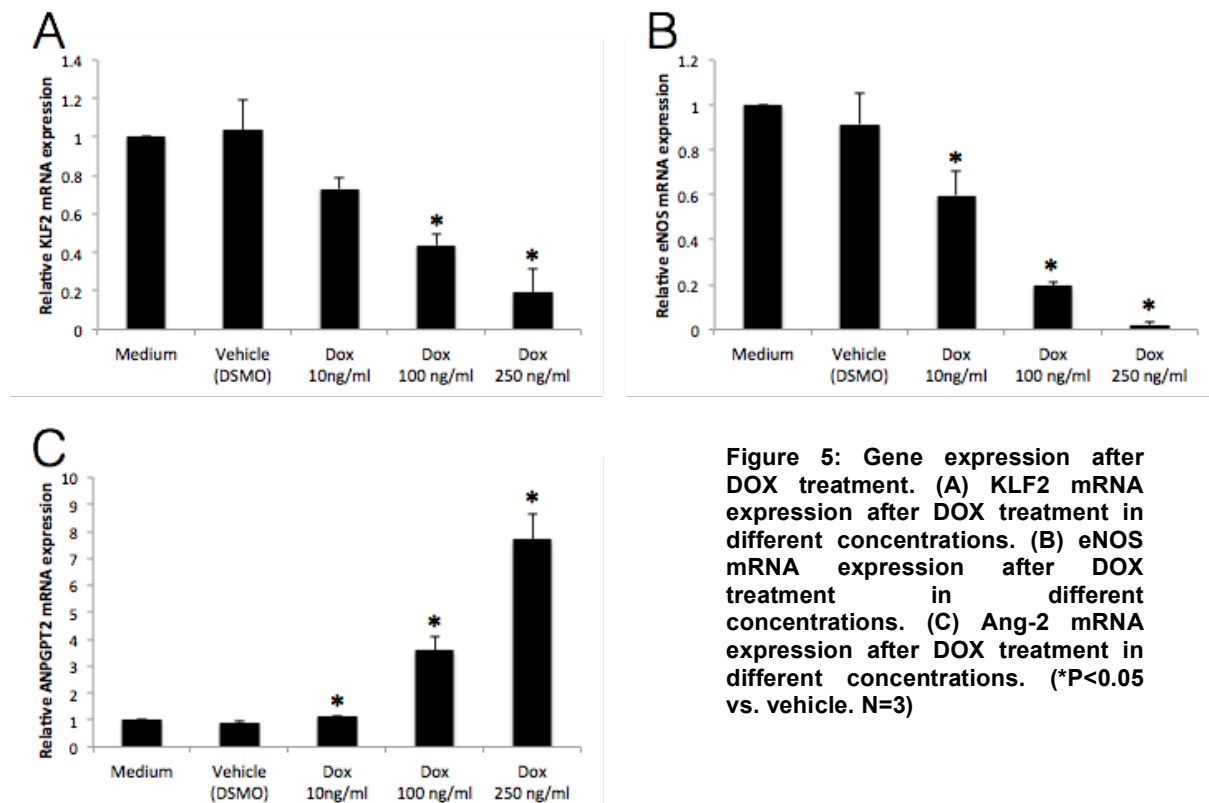 A
Relative KLF2 mRNA expression
1.4
1.2
1
0.8
0.6
0.4
0.2
0
*
*
Medium
Vehicle
(DSMO)
Dox
10ng/ml
Dox
100 ng/ml
Dox
250 ng/ml
B
Relative eNOS mRNA expression
1.2
1
0.8
0.6
0.4
0.2
0
*
*
*
Medium
Vehicle
(DSMO)
Dox
10ng/ml
Dox
100 ng/ml
Dox
250 ng/ml
C
Relative ANPGPT2 mRNA expression
10
9
8
7
6
5
4
3
2
1
0
*
*
*
Medium
Vehicle
(DSMO)
Dox
10ng/ml
Dox
100 ng/ml
Dox
250 ng/ml
Figure 5: Gene expression after
DOX treatment. (A) KLF2 mRNA
expression after DOX treatment in
different concentrations. (B) eNOS
mRNA expression after DOX
treatment in different
concentrations. (C) Ang-2 mRNA
expression after DOX treatment in
different concentrations. (*P<0.05
vs. vehicle. N=3)